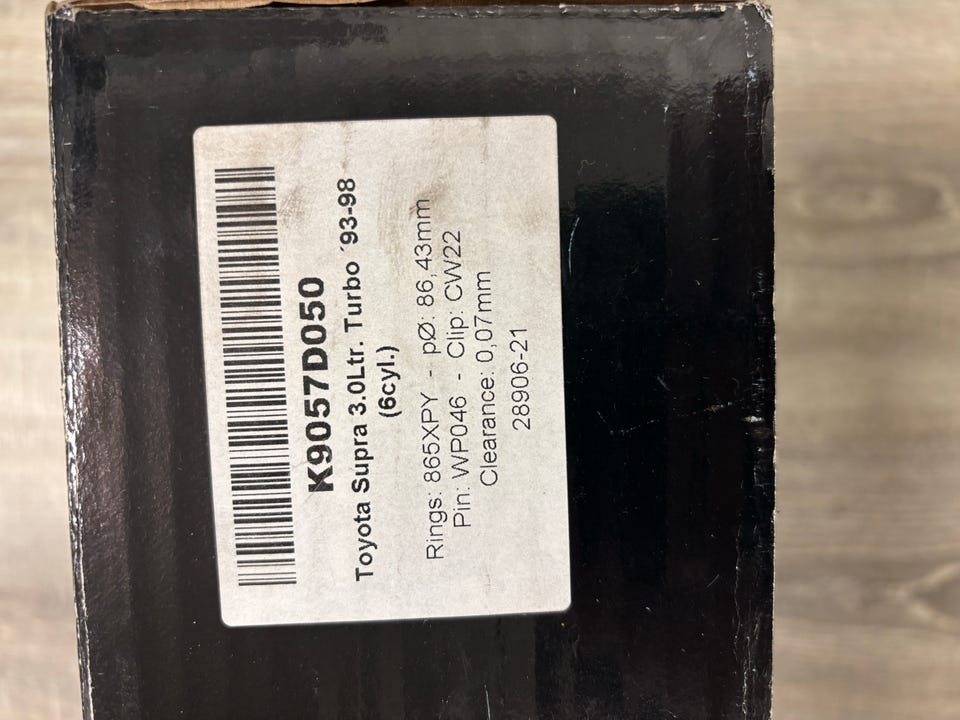 K9057D050
Toyota Supra 3.0Ltr. Turbo ´93-98
(6cyl.)
Rings: 865XPY - pØ: 86,43mm
Pin: WP046 - Clip: CW22
Clearance: 0,07mm
28906-21